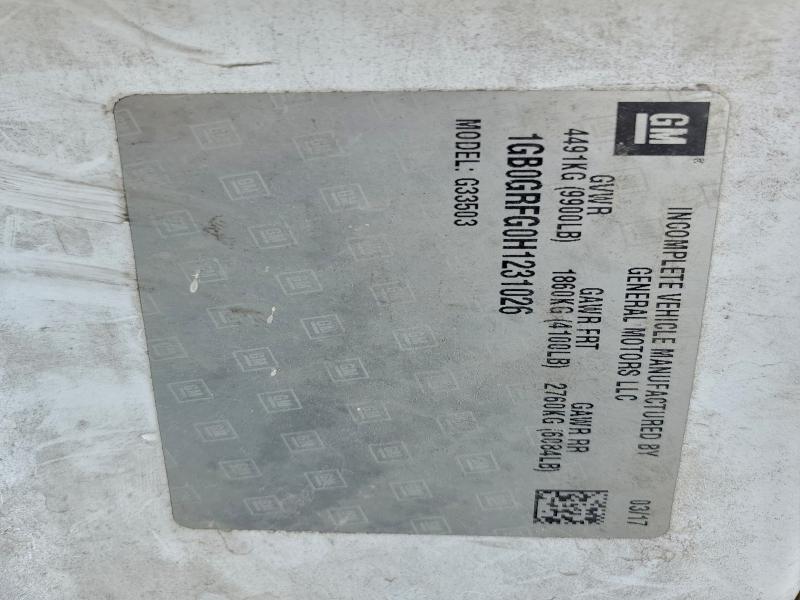 GM
INCOMPLETE VEHICLE MANUFACTURED BY
GENERAL MOTORS LLC
03/17
GVWR GAWR FRT GAWR RR
4491KG (9900LB) 1860KG (4100LB) 2760KG (6084LB)
1GB0GRFG0H1231026
MODEL: G33503